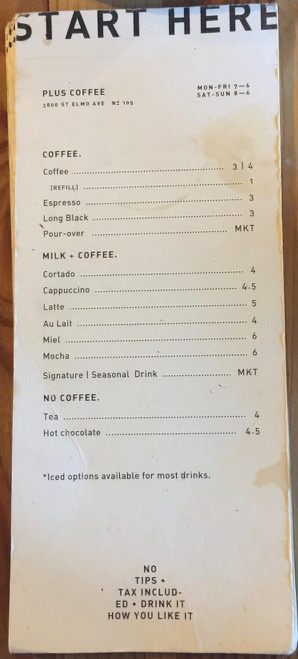 START HERE
PLUS COFFEE
3800 ST ELMO AVE Nº 105
MON-FRI 7–6
SAT-SUN 8–6
COFFEE.
Coffee 3 | 4
(REFILL) 1
Espresso 3
Long Black 3
Pour-over MKT
MILK + COFFEE.
Cortado 4
Cappuccino 4.5
Latte 5
Au Lait 4
Miel 6
Mocha 6
Signature | Seasonal Drink MKT
NO COFFEE.
Tea 4
Hot chocolate 4.5
*Iced options available for most drinks.
NO
TIPS •
TAX INCLUD-
ED • DRINK IT
HOW YOU LIKE IT